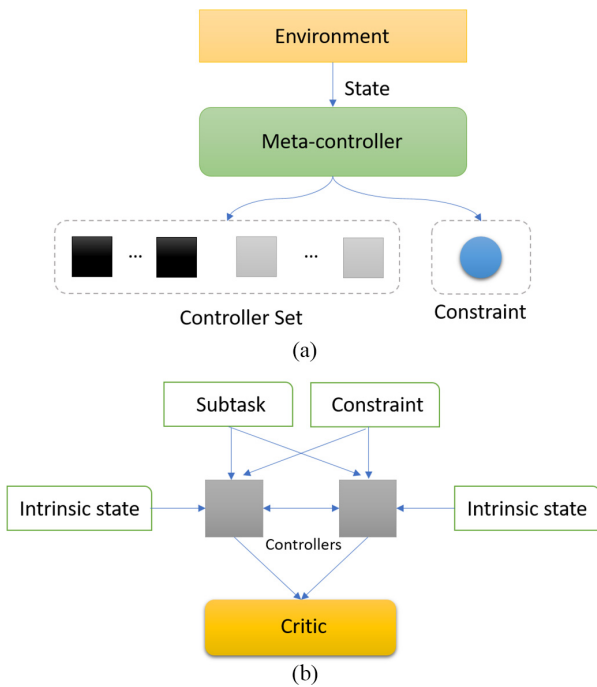 Environment
State
Meta-controller
... ...
Controller Set
Constraint
(a)
Subtask
Constraint
Intrinsic state
Intrinsic state
Controllers
Critic
(b)